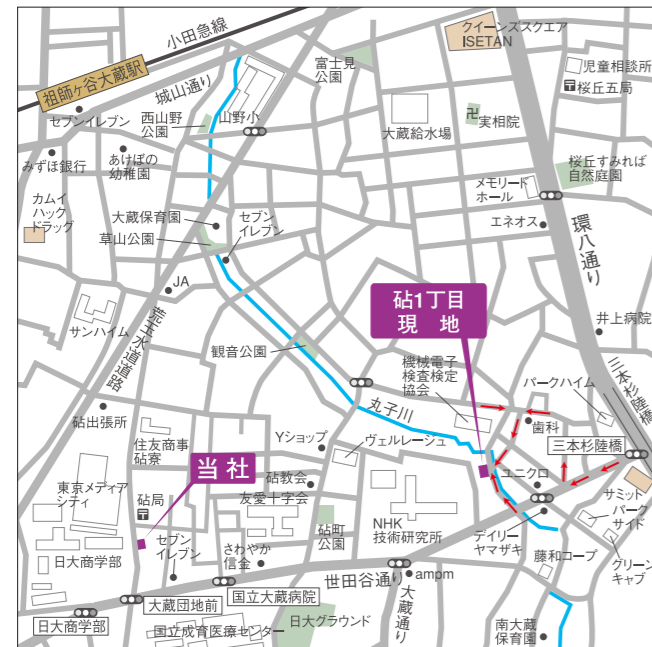 小田急線
祖師ヶ谷大蔵駅
城山通り
富士見
公園
クイーンズスクエア
ISETAN
児童相談所
桜丘五局
セブンイレブン
西山野
公園
山野小
大蔵給水場
実相院
みずほ銀行
あけぼの
幼稚園
桜丘すみれば
自然庭園
カムイ
ハック
ドラッグ
大蔵保育園
草山公園
セブン
イレブン
メモリード
ホール
エネオス
環八通り
JA
サンハイム
荒玉水道道路
砧1丁目
現 地
井上病院
三本杉陸橋
観音公園
機械電子
検査検定
協会
パークハイム
丸子川
歯科
三本杉陸橋
砧出張所
住友商事
砧寮
Yショップ
ヴェルレージュ
当 社
砧教会
友愛十字会
ユニクロ
サミット
東京メディア
シティ
砧局
砧町
公園
NHK
技術研究所
デイリー
ヤマザキ
パーク
サイド
日大商学部
セブン
イレブン
さわやか
信金
世田谷通り
ampm
藤和コープ
グリーン
キャブ
日大商学部
大蔵団地前
国立大蔵病院
大蔵通り
国立成育医療センター
日大グラウンド
南大蔵
保育園